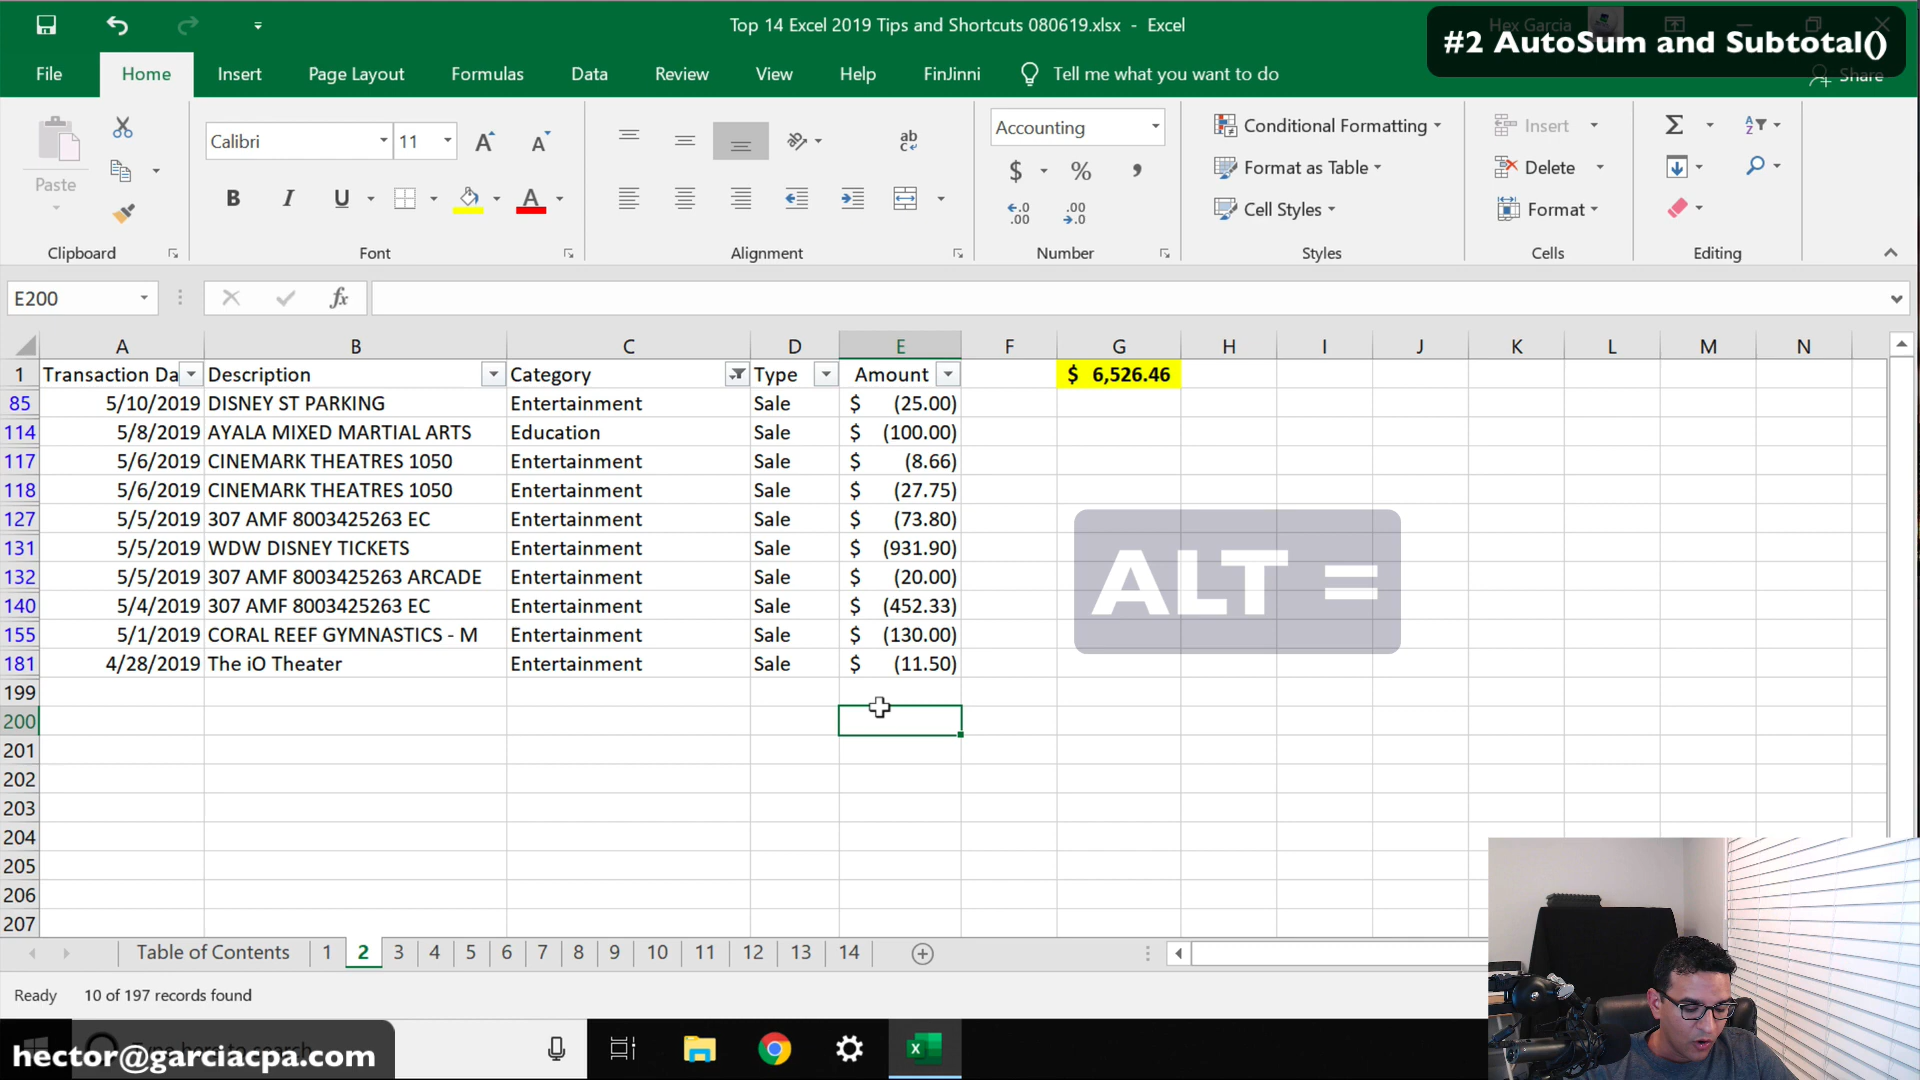 Top 14 Excel 2019 Tips and Shortcuts 080619.xlsx - Excel
Hex Garcia
#2 AutoSum and Subtotal()
File Home Insert Page Layout Formulas Data Review View Help FinJinni Tell me what you want to do Share
Paste
Calibri 11
Accounting
Conditional Formatting
Format as Table
Cell Styles
Insert
Delete
Format
Clipboard Font Alignment Number Styles Cells Editing
E200
fx
A B C D E F G H I J K L M N
1 Transaction Da Description Category Type Amount $ 6,526.46
85 5/10/2019 DISNEY ST PARKING Entertainment Sale $ (25.00)
114 5/8/2019 AYALA MIXED MARTIAL ARTS Education Sale $ (100.00)
117 5/6/2019 CINEMARK THEATRES 1050 Entertainment Sale $ (8.66)
118 5/6/2019 CINEMARK THEATRES 1050 Entertainment Sale $ (27.75)
127 5/5/2019 307 AMF 8003425263 EC Entertainment Sale $ (73.80)
131 5/5/2019 WDW DISNEY TICKETS Entertainment Sale $ (931.90)
132 5/5/2019 307 AMF 8003425263 ARCADE Entertainment Sale $ (20.00)
140 5/4/2019 307 AMF 8003425263 EC Entertainment Sale $ (452.33)
155 5/1/2019 CORAL REEF GYMNASTICS - M Entertainment Sale $ (130.00)
181 4/28/2019 The iO Theater Entertainment Sale $ (11.50)
ALT =
199
200
201
202
203
204
205
206
207
Table of Contents 1 2 3 4 5 6 7 8 9 10 11 12 13 14
Ready 10 of 197 records found
hector@garciacpa.com